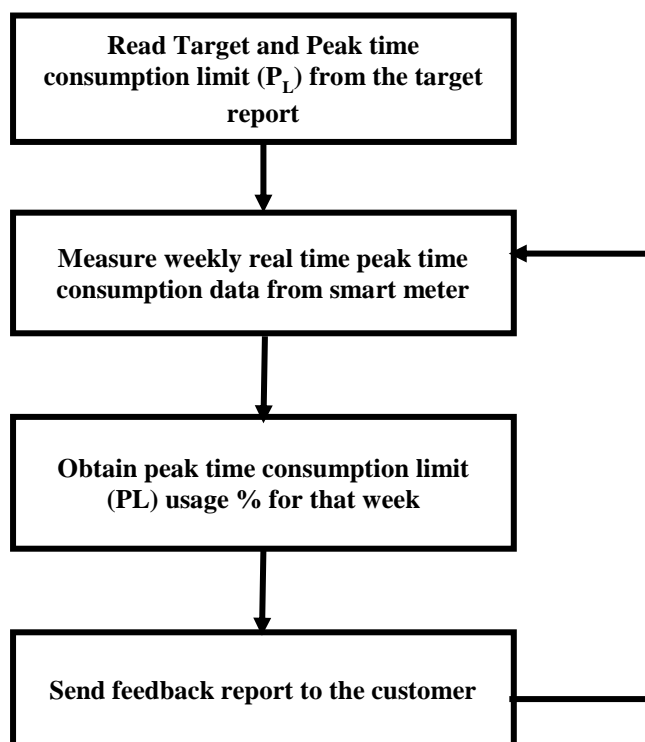 Read Target and Peak time
consumption limit (P_L) from the target
report
Measure weekly real time peak time
consumption data from smart meter
Obtain peak time consumption limit
(PL) usage % for that week
Send feedback report to the customer